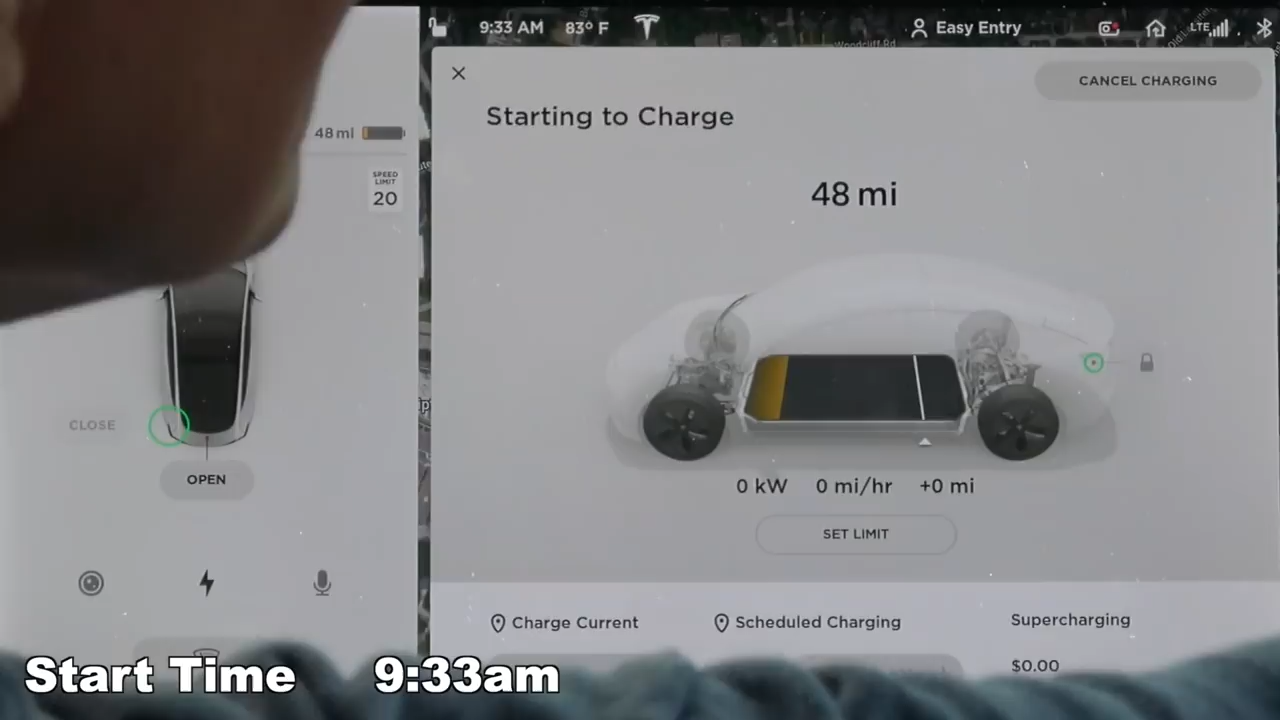 9:33 AM 83° F Easy Entry LTE
Woodcliff Rd
CANCEL CHARGING
Starting to Charge
48 mi
SPEED
LIMIT
20
48 mi
CLOSE
OPEN
0 kW 0 mi/hr +0 mi
SET LIMIT
Charge Current Scheduled Charging Supercharging
$0.00
Start Time 9:33am